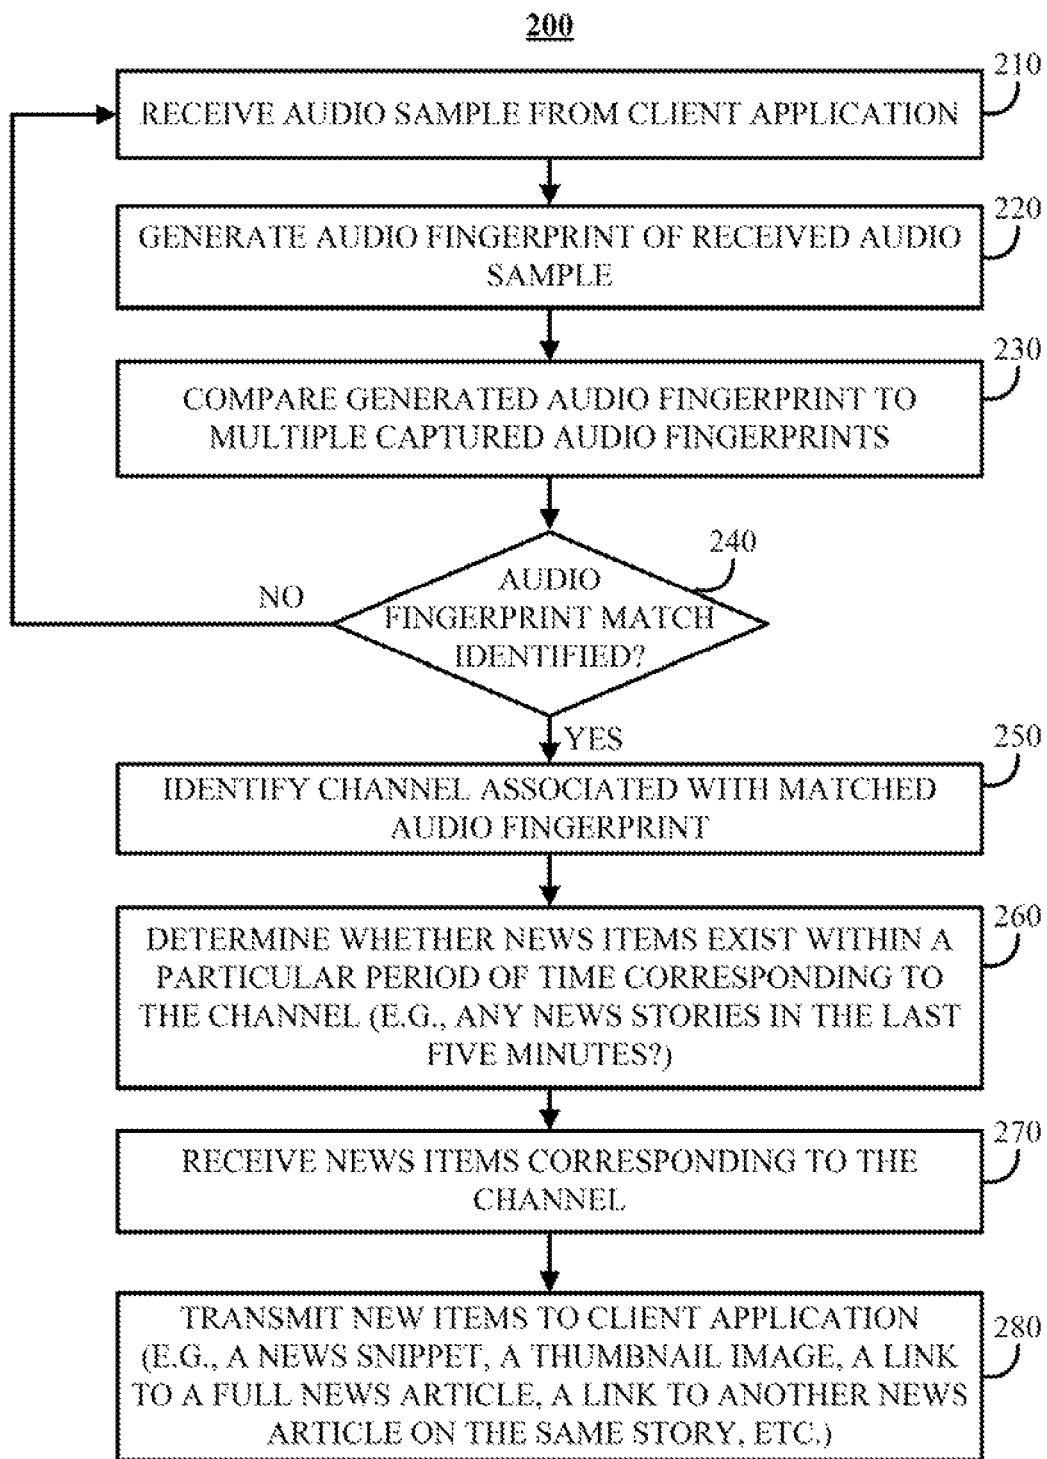 200
210
RECEIVE AUDIO SAMPLE FROM CLIENT APPLICATION
220
GENERATE AUDIO FINGERPRINT OF RECEIVED AUDIO
SAMPLE
230
COMPARE GENERATED AUDIO FINGERPRINT TO
MULTIPLE CAPTURED AUDIO FINGERPRINTS
240
AUDIO
FINGERPRINT MATCH
IDENTIFIED?
NO
YES
250
IDENTIFY CHANNEL ASSOCIATED WITH MATCHED
AUDIO FINGERPRINT
260
DETERMINE WHETHER NEWS ITEMS EXIST WITHIN A
PARTICULAR PERIOD OF TIME CORRESPONDING TO
THE CHANNEL (E.G., ANY NEWS STORIES IN THE LAST
FIVE MINUTES?)
270
RECEIVE NEWS ITEMS CORRESPONDING TO THE
CHANNEL
280
TRANSMIT NEW ITEMS TO CLIENT APPLICATION
(E.G., A NEWS SNIPPET, A THUMBNAIL IMAGE, A LINK
TO A FULL NEWS ARTICLE, A LINK TO ANOTHER NEWS
ARTICLE ON THE SAME STORY, ETC.)